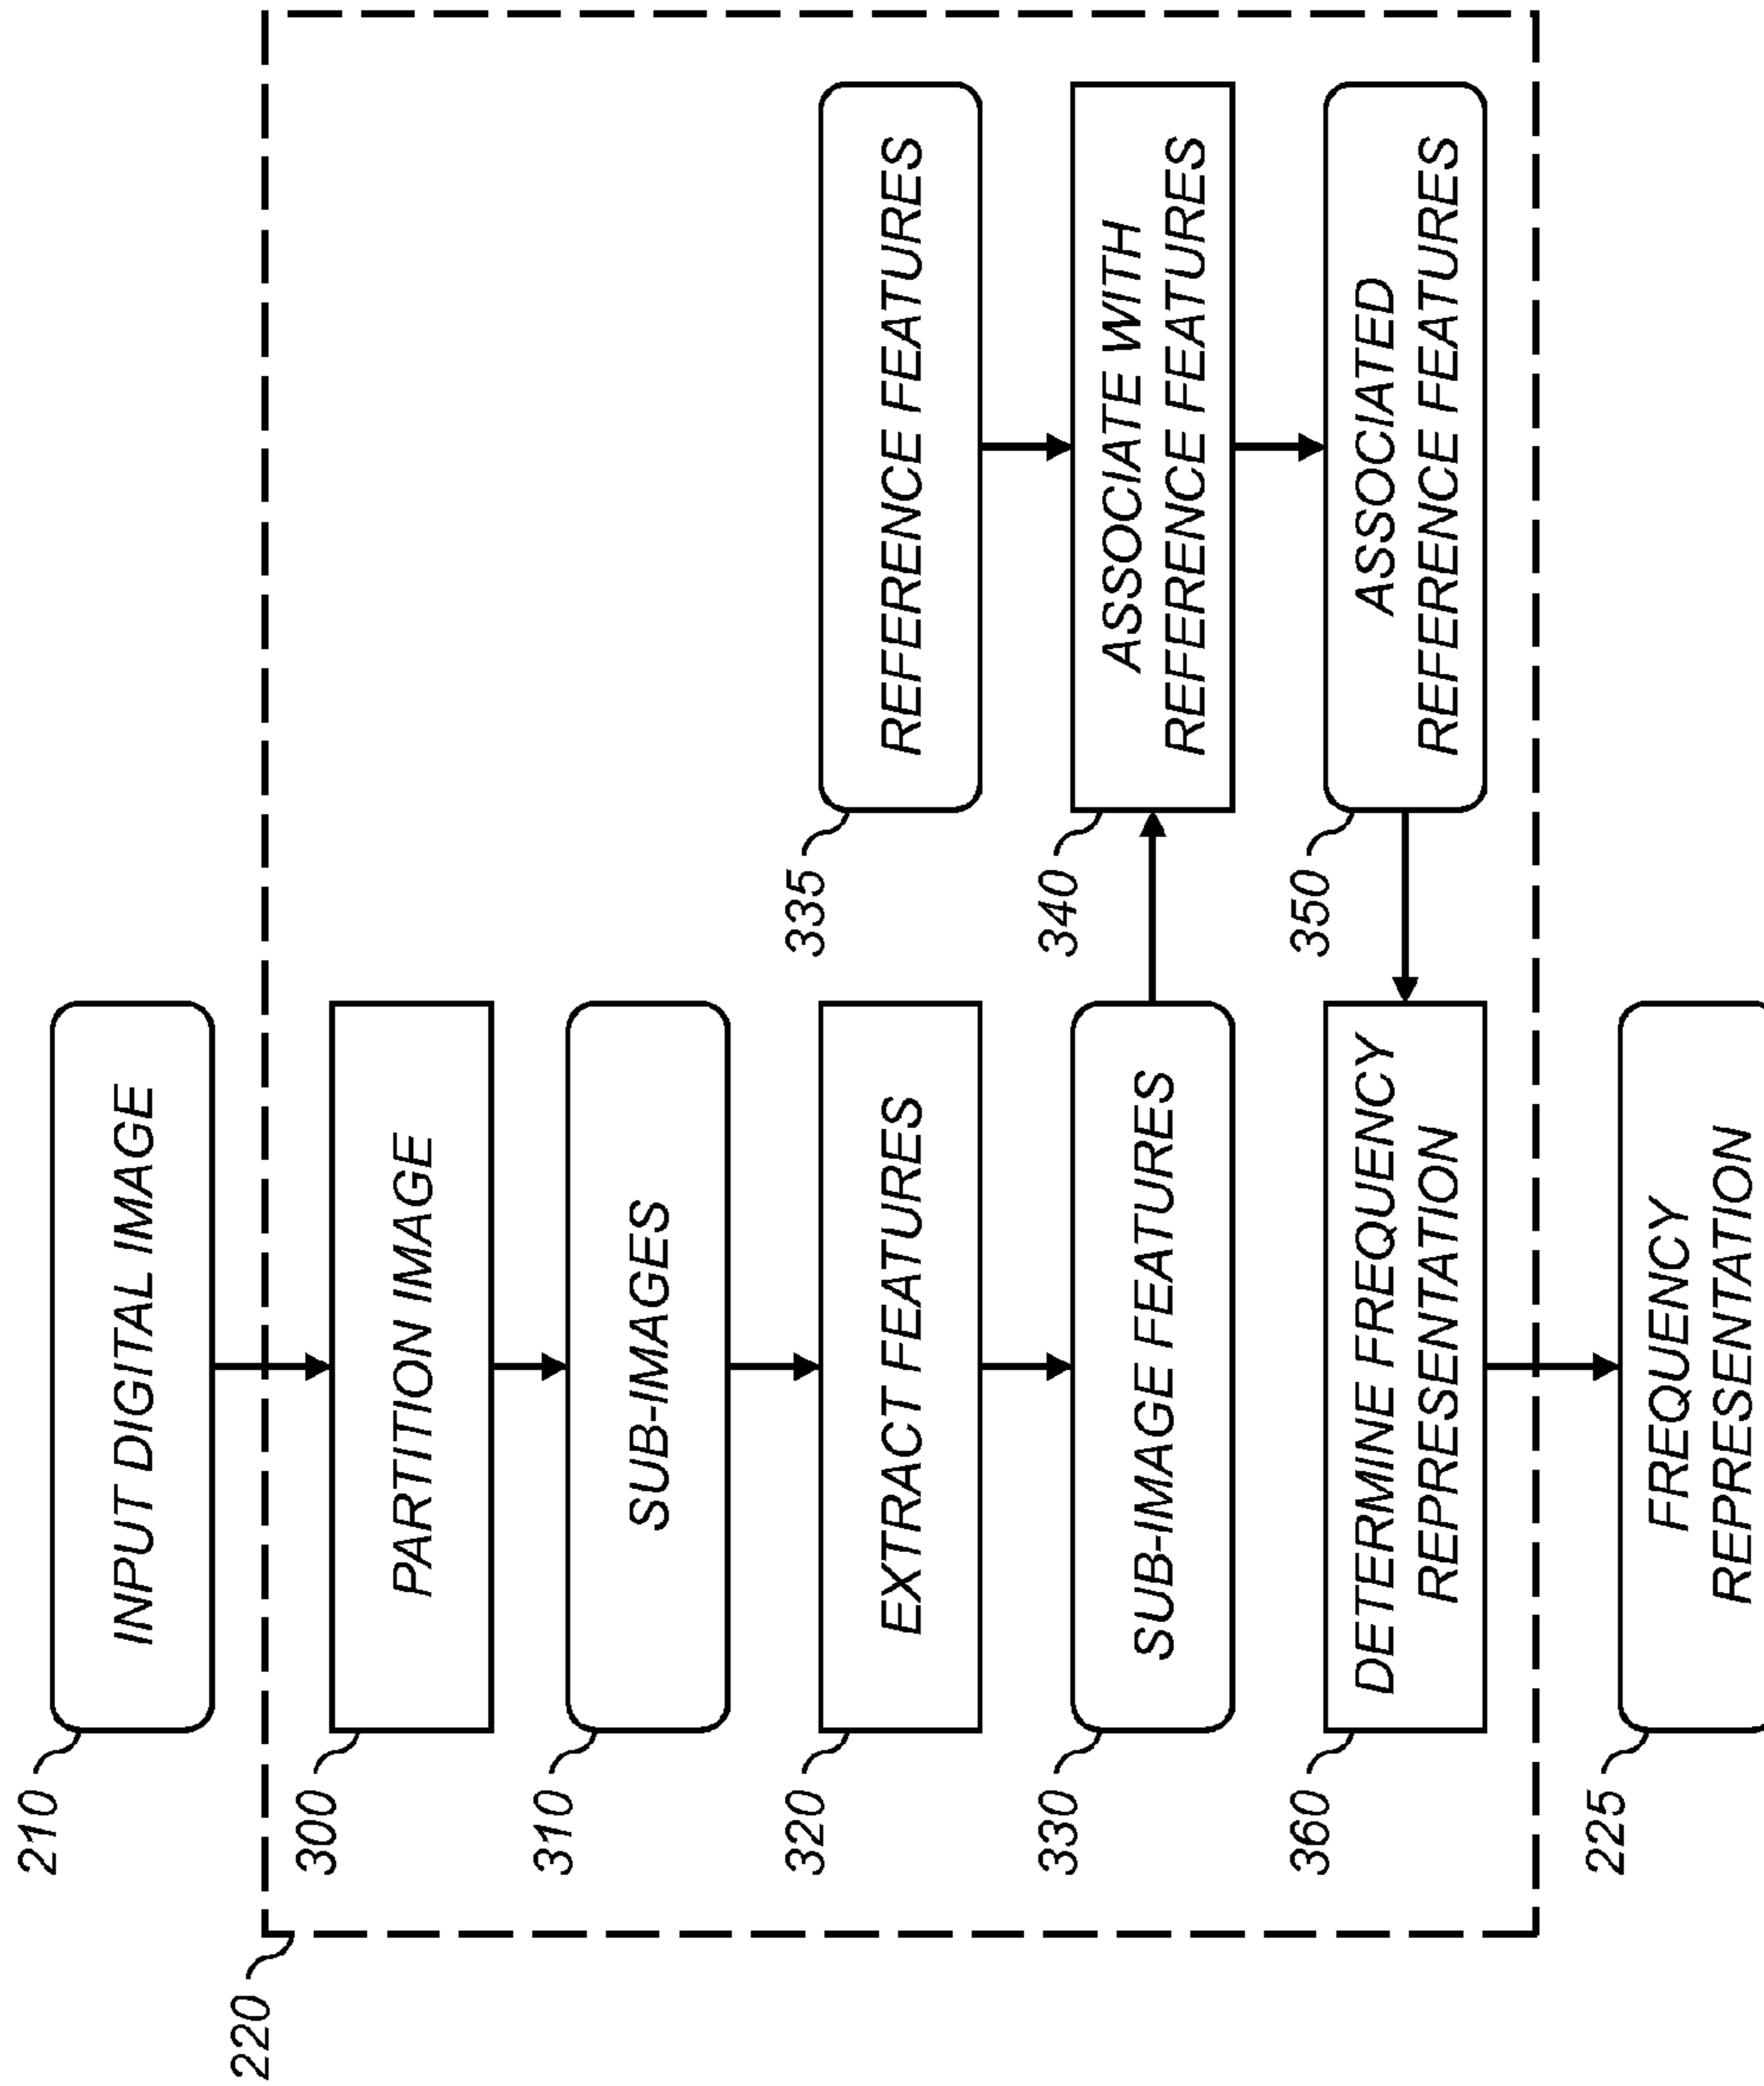 210
INPUT DIGITAL IMAGE
220
300
PARTITION IMAGE
310
SUB-IMAGES
320
EXTRACT FEATURES
335
REFERENCE FEATURES
330
SUB-IMAGE FEATURES
340
ASSOCIATE WITH
REFERENCE FEATURES
350
ASSOCIATED
REFERENCE FEATURES
360
DETERMINE FREQUENCY
REPRESENTATION
225
FREQUENCY
REPRESENTATION